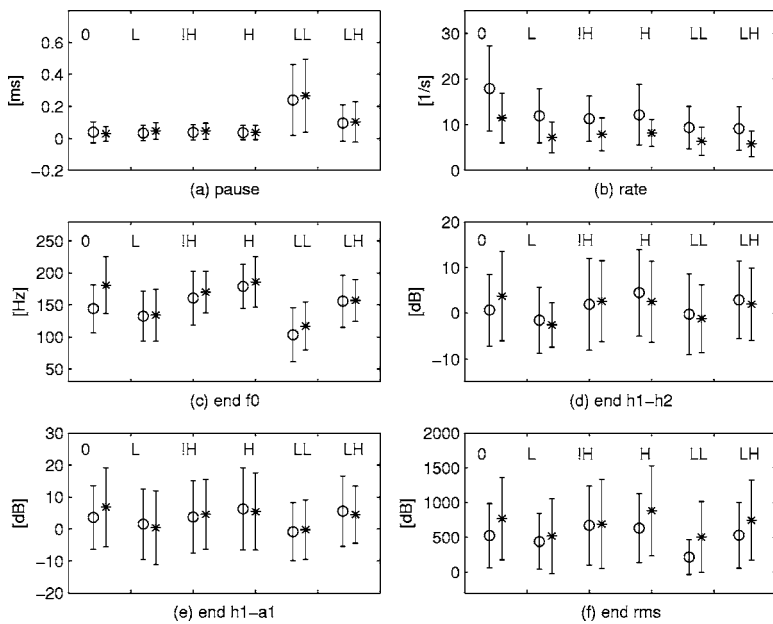 0.6
0.4
0.2
0
−0.2
[ms]
0 L !H H LL LH
(a) pause
30
20
10
0
[1/s]
0 L !H H LL LH
(b) rate
250
200
150
100
50
[Hz]
0 L !H H LL LH
(c) end f0
20
10
0
−10
[dB]
0 L !H H LL LH
(d) end h1−h2
30
20
10
0
−10
−20
[dB]
0 L !H H LL LH
(e) end h1−a1
2000
1500
1000
500
0
[dB]
0 L !H H LL LH
(f) end rms